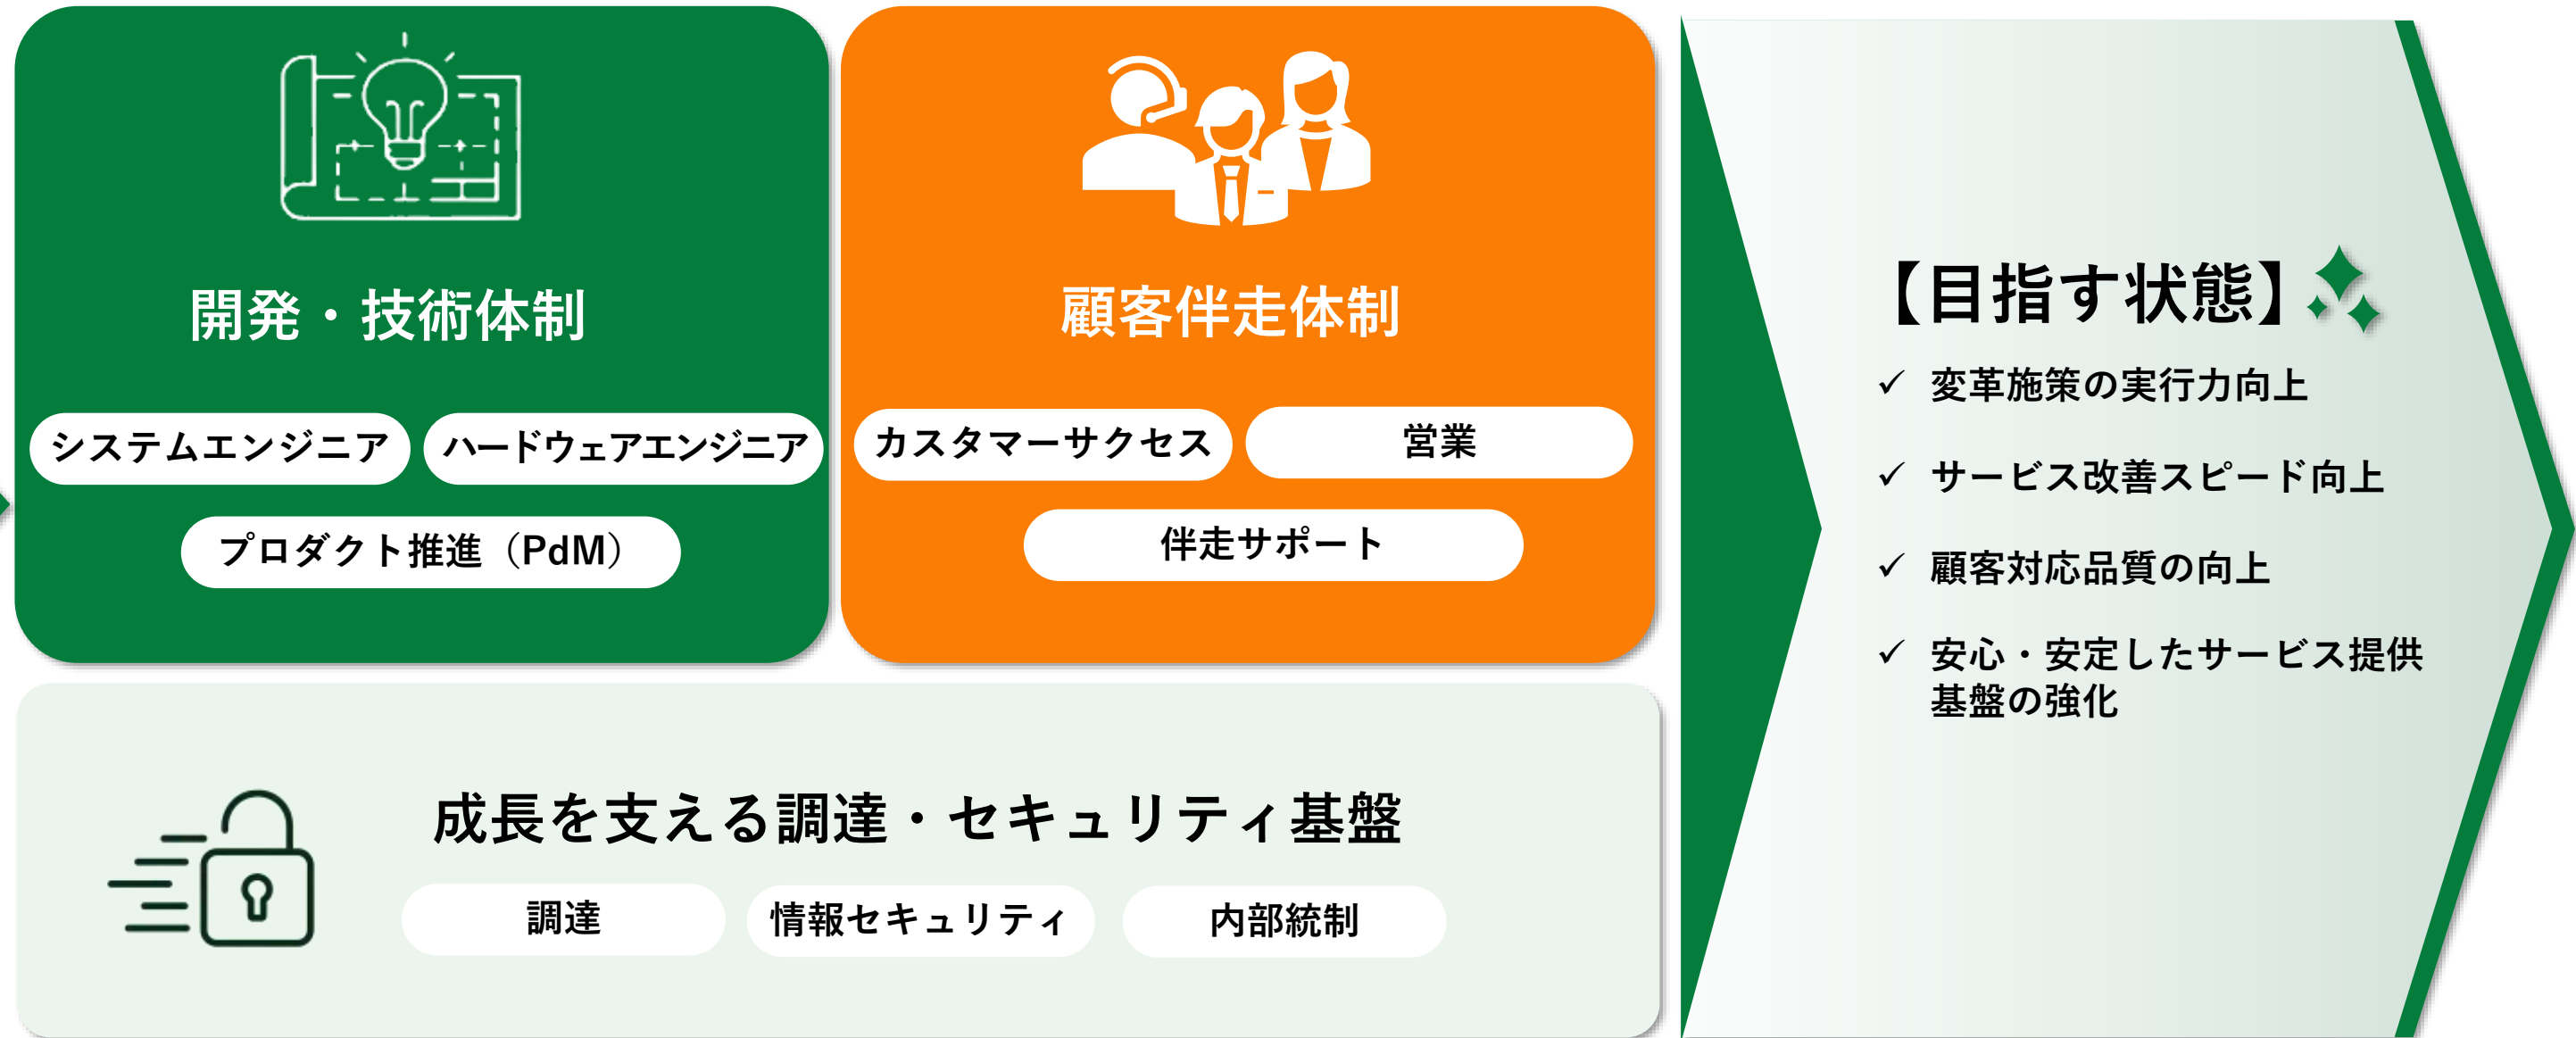 開発・技術体制
システムエンジニア
ハードウェアエンジニア
プロダクト推進（PdM）
顧客伴走体制
カスタマーサクセス
営業
伴走サポート
成長を支える調達・セキュリティ基盤
調達
情報セキュリティ
内部統制
【目指す状態】
✓ 変革施策の実行力向上
✓ サービス改善スピード向上
✓ 顧客対応品質の向上
✓ 安心・安定したサービス提供
基盤の強化